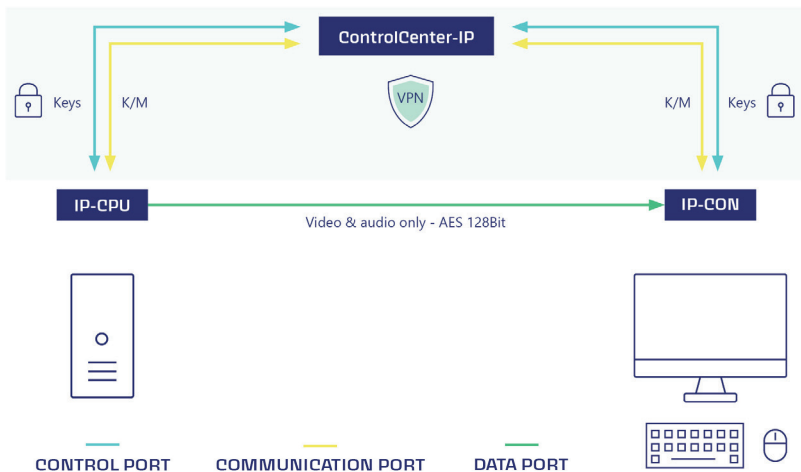 ControlCenter-IP
VPN
Keys
K/M
K/M
Keys
IP-CPU
IP-CON
Video & audio only - AES 128Bit
CONTROL PORT
COMMUNICATION PORT
DATA PORT